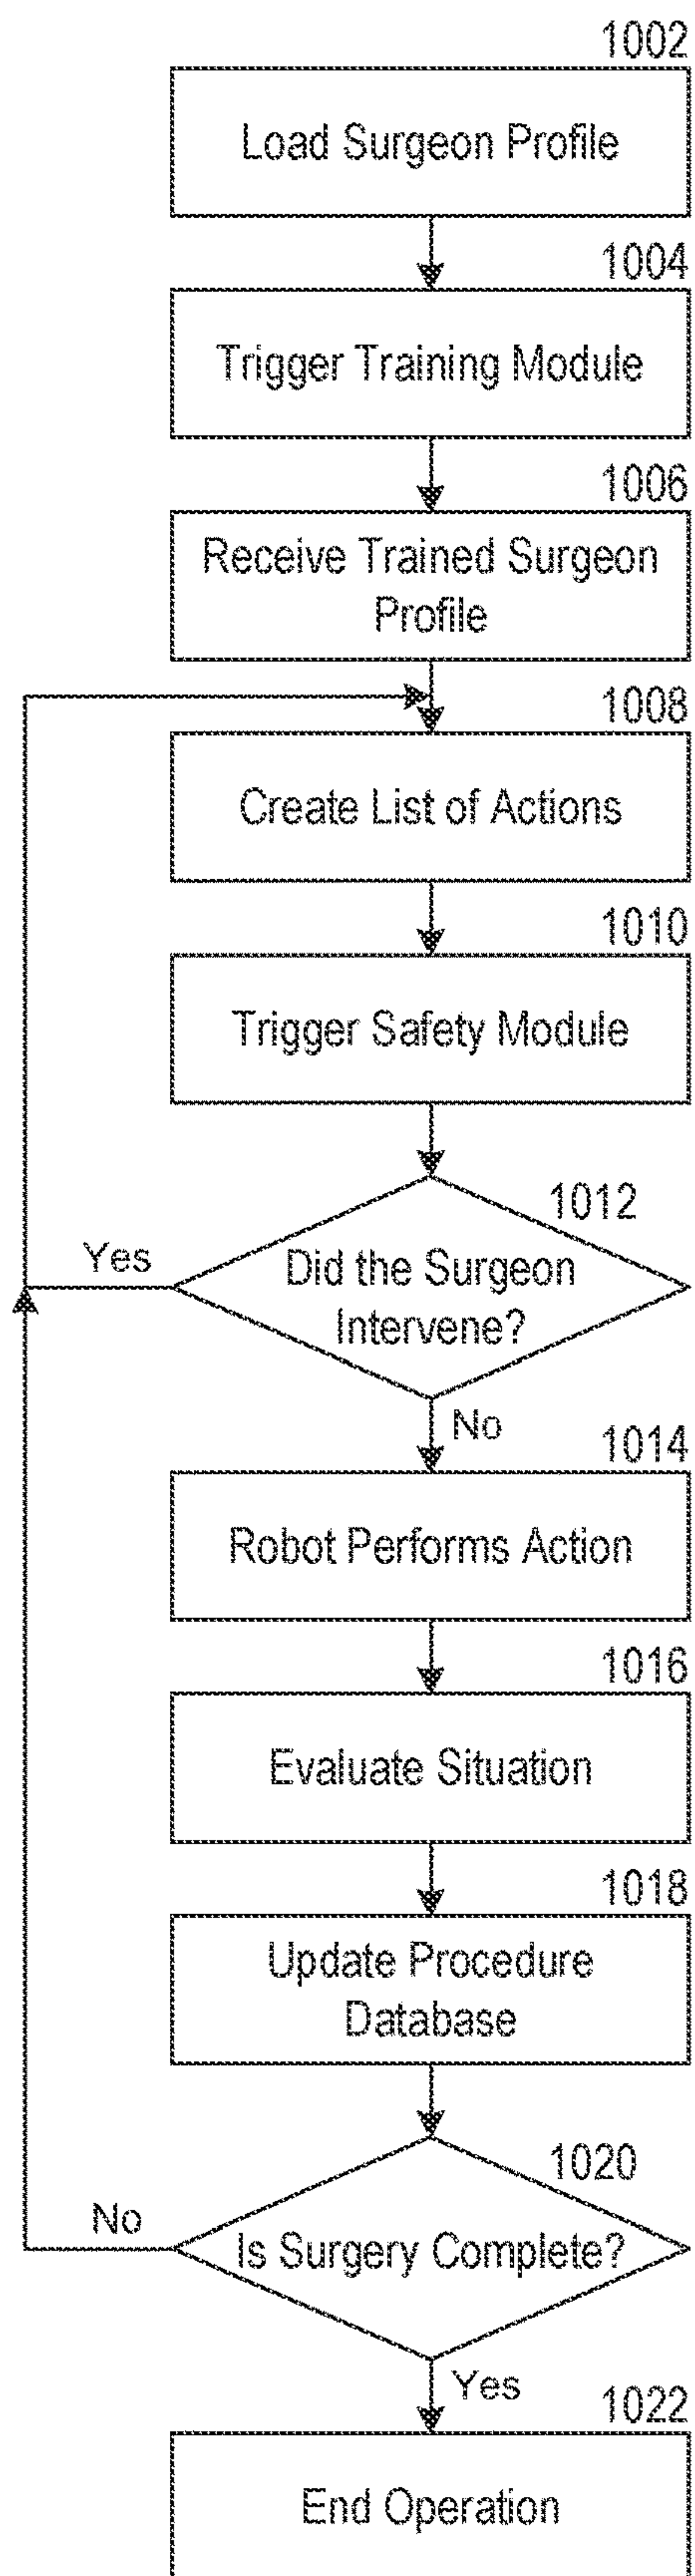 1002
Load Surgeon Profile
1004
Trigger Training Module
1006
Receive Trained Surgeon
Profile
1008
Create List of Actions
1010
Trigger Safety Module
1012
Yes
Did the Surgeon
Intervene?
No
1014
Robot Performs Action
1016
Evaluate Situation
1018
Update Procedure
Database
1020
No
Is Surgery Complete?
Yes
1022
End Operation